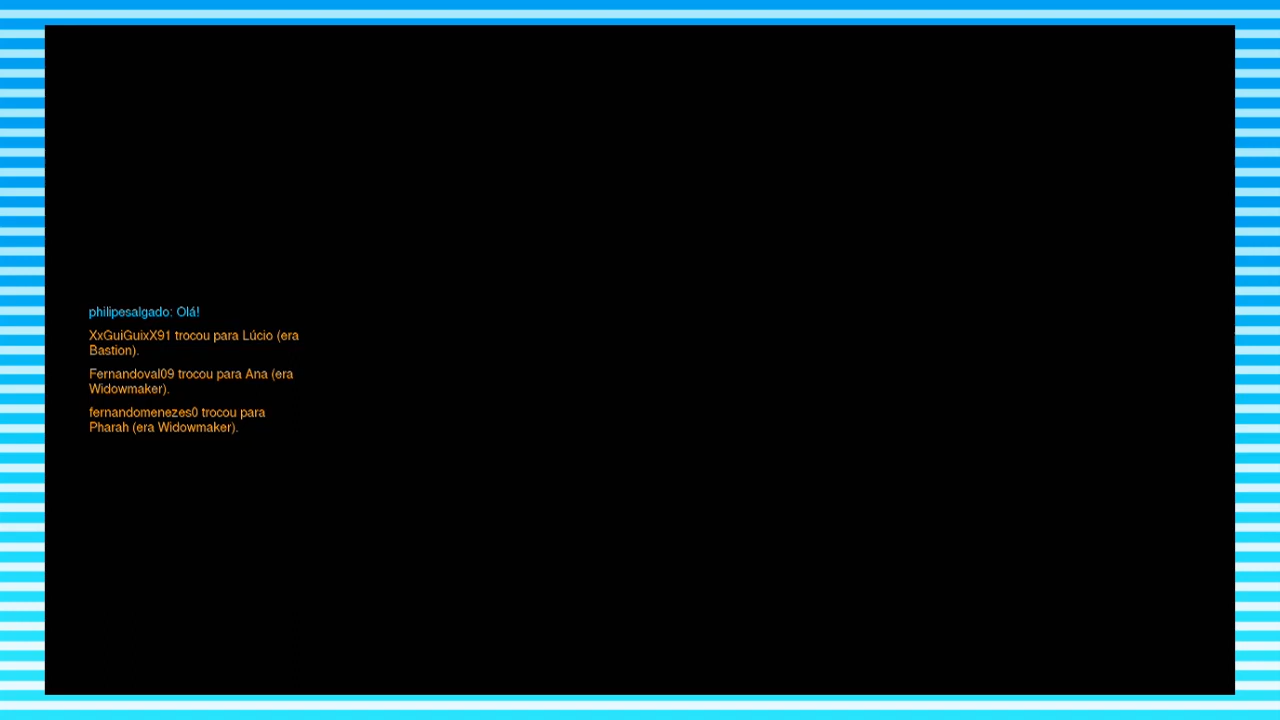 philipesalgado: Olá!
XxGuiGuixX91 trocou para Lúcio (era
Bastion).
Fernandoval09 trocou para Ana (era
Widowmaker).
fernandomenezes0 trocou para
Pharah (era Widowmaker).